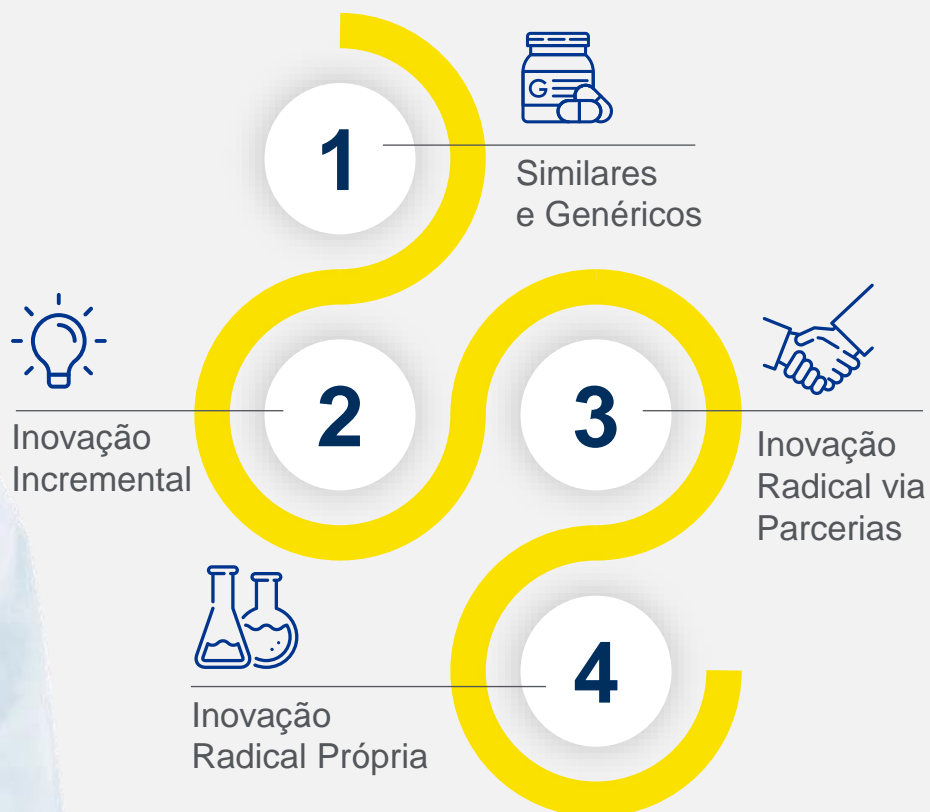 1
G
Similares
e Genéricos
2
Inovação
Incremental
3
Inovação
Radical via
Parcerias
4
Inovação
Radical Própria